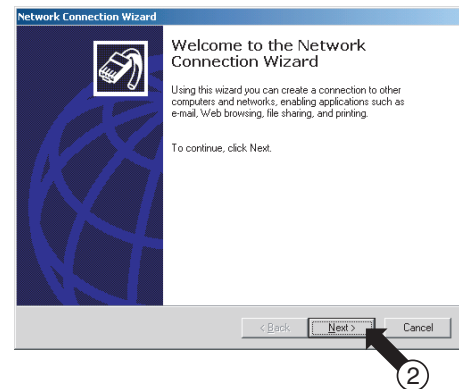 Network Connection Wizard
Welcome to the Network
Connection Wizard
Using this wizard you can create a connection to other
computers and networks, enabling applications such as
e-mail, Web browsing, file sharing, and printing.
To continue, click Next.
< Back Next > Cancel
2